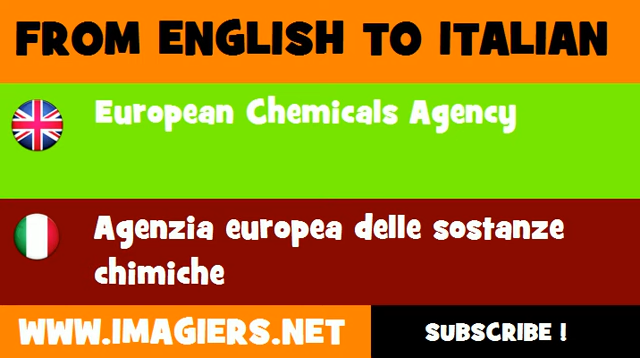 FROM ENGLISH TO ITALIAN
European Chemicals Agency
Agenzia europea delle sostanze
chimiche
WWW.IMAGIERS.NET
SUBSCRIBE !